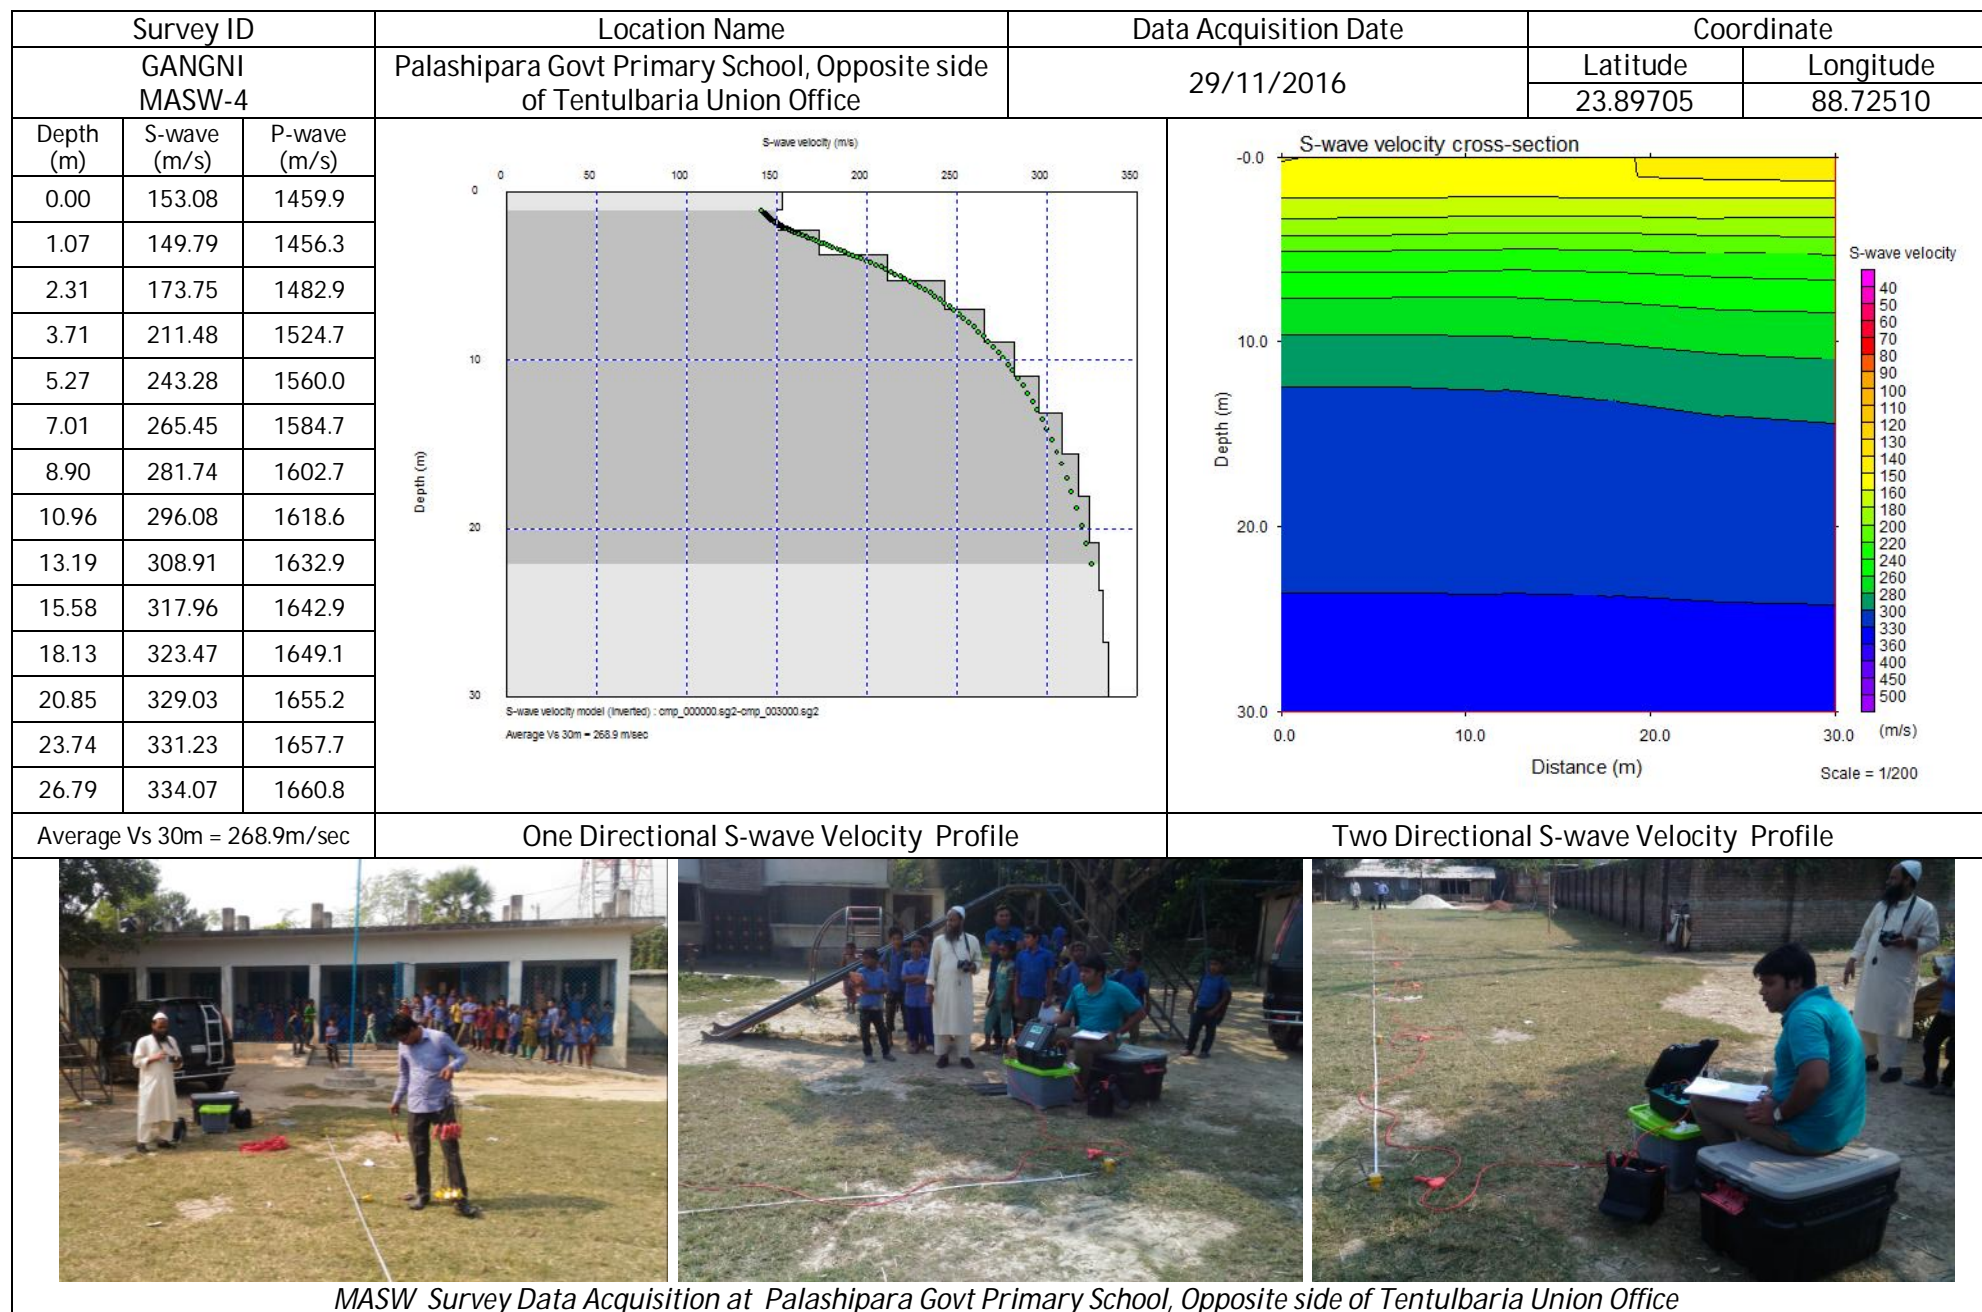 Survey ID
Location Name
Data Acquisition Date
Coordinate
GANGNI
MASW-4
Palashipara Govt Primary School, Opposite side
of Tentulbaria Union Office
29/11/2016
Latitude
Longitude
23.89705
88.72510
Depth (m) S-wave (m/s) P-wave (m/s)
0.00 153.08 1459.9
1.07 149.79 1456.3
2.31 173.75 1482.9
3.71 211.48 1524.7
5.27 243.28 1560.0
7.01 265.45 1584.7
8.90 281.74 1602.7
10.96 296.08 1618.6
13.19 308.91 1632.9
15.58 317.96 1642.9
18.13 323.47 1649.1
20.85 329.03 1655.2
23.74 331.23 1657.7
26.79 334.07 1660.8
Average Vs 30m = 268.9m/sec
S-wave velocity (m/s)
0 50 100 150 200 250 300 350
0
10
20
30
Depth (m)
S-wave velocity model (inverted) : cmp_000000.sg2-cmp_003000.sg2
Average Vs 30m = 268.9 m/sec
One Directional S-wave Velocity Profile
S-wave velocity cross-section
-0.0
10.0
20.0
30.0
Depth (m)
0.0 10.0 20.0 30.0
Distance (m)
S-wave velocity
40
50
60
70
80
90
100
110
120
130
140
150
160
180
200
220
240
260
280
300
330
360
400
450
500
(m/s)
Scale = 1/200
Two Directional S-wave Velocity Profile
MASW Survey Data Acquisition at Palashipara Govt Primary School, Opposite side of Tentulbaria Union Office